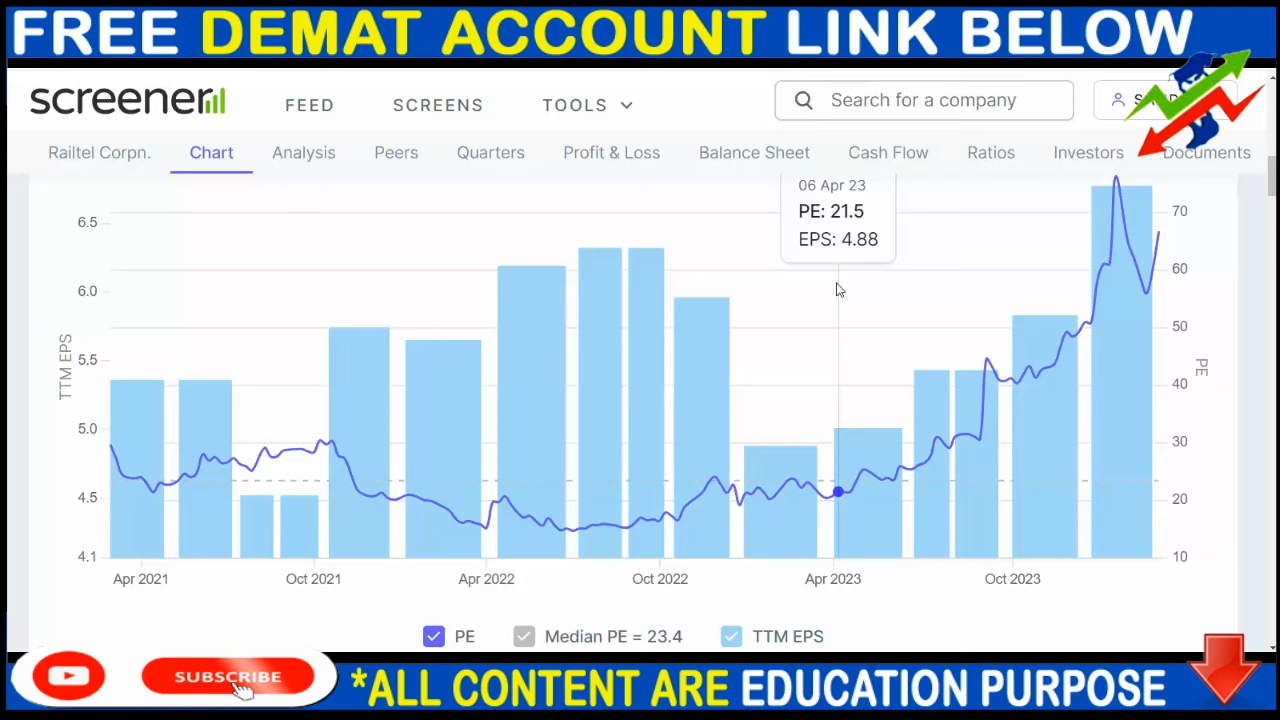 FREE DEMAT ACCOUNT LINK BELOW
screener
FEED SCREENS TOOLS
Search for a company
Railtel Corpn. Chart Analysis Peers Quarters Profit & Loss Balance Sheet Cash Flow Ratios Investors Documents
06 Apr 23
PE: 21.5
EPS: 4.88
6.5
6.0
5.5
5.0
4.5
4.1
TTM EPS
70
60
50
40
30
20
10
PE
Apr 2021 Oct 2021 Apr 2022 Oct 2022 Apr 2023 Oct 2023
PE Median PE = 23.4 TTM EPS
SUBSCRIBE
*ALL CONTENT ARE EDUCATION PURPOSE